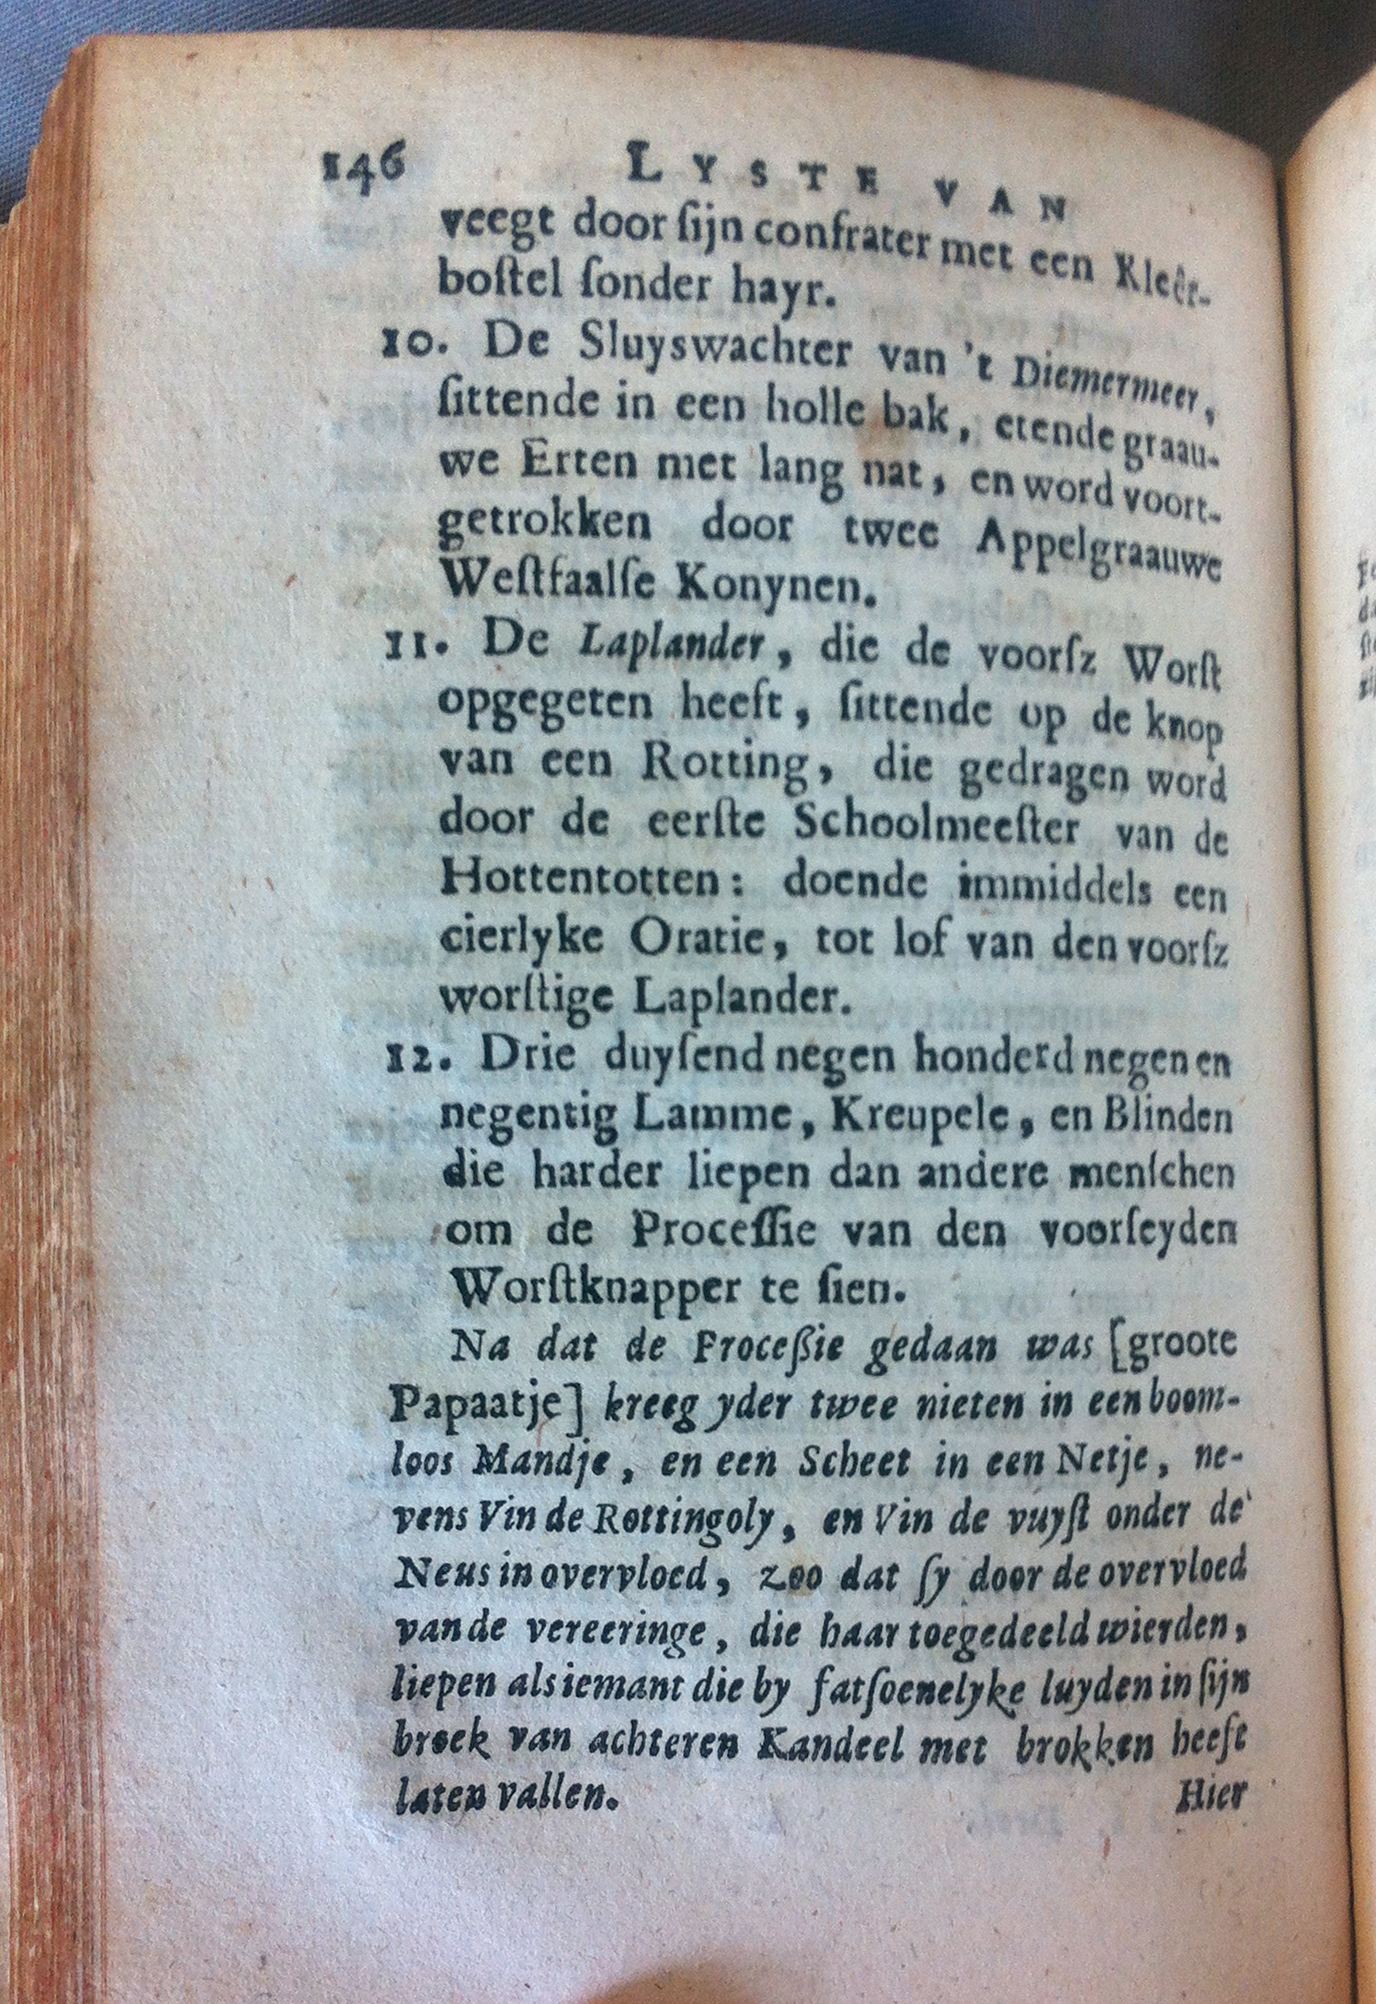 146 LYSTE VAN
veegt door ſijn confrater met een Kleêr-
boſtel ſonder hayr.
10. De Sluyswachter van 't Diemermeer,
ſittende in een holle bak, etende graau-
we Erten met lang nat, en word voort-
getrokken door twee Appelgraauwe
Weſtfaalſe Konynen.
11. De Laplander, die de voorſz Worſt
opgegeten heeft, ſittende op de knop
van een Rotting, die gedragen word
door de eerſte Schoolmeeſter van de
Hottentotten: doende immiddels een
cierlyke Oratie, tot lof van den voorſz
worſtige Laplander.
12. Drie duyſend negen honderd negen en
negentig Lamme, Kreupele, en Blinden
die harder liepen dan andere menſchen
om de Proceſſie van den voorſeyden
Worſtknapper te ſien.
Na dat de Proceßie gedaan was [groote
Papaatje] kreeg yder twee nieten in een boom-
loos Mandje, en een Scheet in een Netje, ne-
vens Vin de Rottingoly, en Vin de vuyſt onder de
Neus in overvloed, zoo dat ſy door de overvloed
van de vereeringe, die haar toegedeeld wierden,
liepen als iemant die by fatſoenelyke luyden in ſijn
broek van achteren Kandeel met brokken heeft
laten vallen.
Hier